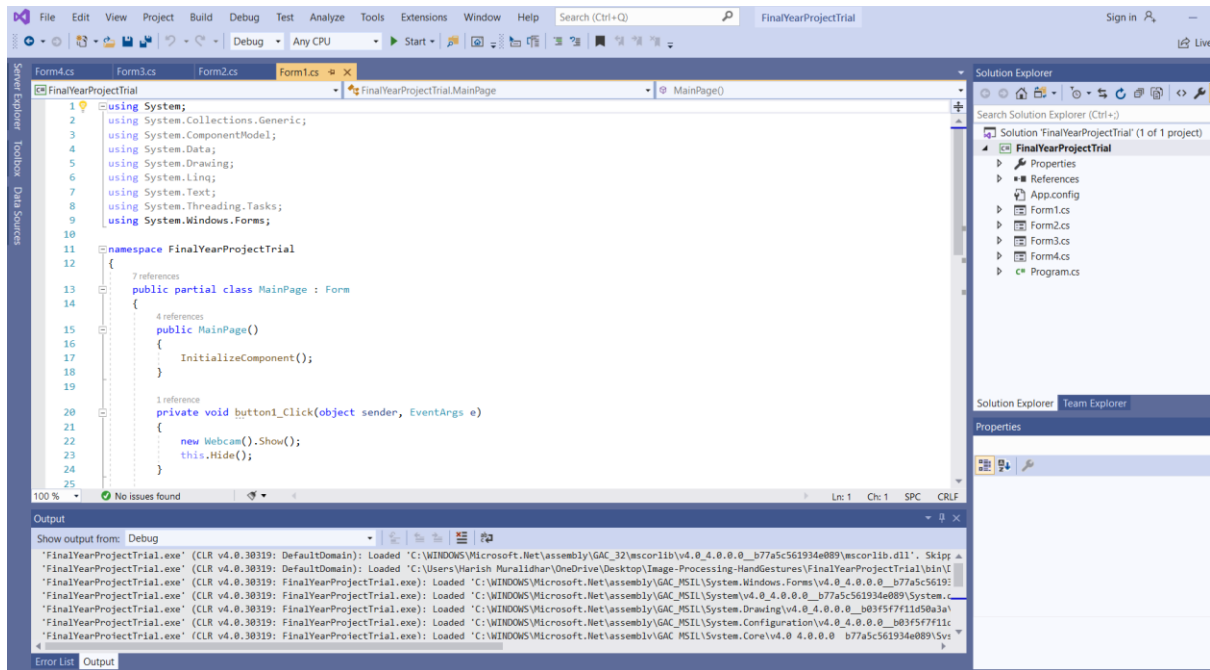 File Edit View Project Build Debug Test Analyze Tools Extensions Window Help Search (Ctrl+Q) FinalYearProjectTrial Sign in
Debug Any CPU Start Live
Server Explorer
Toolbox
Data Sources
Form4.cs Form3.cs Form2.cs Form1.cs
FinalYearProjectTrial FinalYearProjectTrial.MainPage MainPage()
1 using System;
2 using System.Collections.Generic;
3 using System.ComponentModel;
4 using System.Data;
5 using System.Drawing;
6 using System.Linq;
7 using System.Text;
8 using System.Threading.Tasks;
9 using System.Windows.Forms;
10
11 namespace FinalYearProjectTrial
12 {
7 references
13 public partial class MainPage : Form
14 {
4 references
15 public MainPage()
16 {
17 InitializeComponent();
18 }
19
1 reference
20 private void button1_Click(object sender, EventArgs e)
21 {
22 new Webcam().Show();
23 this.Hide();
24 }
25
100 % No issues found Ln: 1 Ch: 1 SPC CRLF
Solution Explorer
Search Solution Explorer (Ctrl+;)
Solution 'FinalYearProjectTrial' (1 of 1 project)
C# FinalYearProjectTrial
Properties
References
App.config
Form1.cs
Form2.cs
Form3.cs
Form4.cs
C# Program.cs
Solution Explorer Team Explorer
Properties
Output
Show output from: Debug
'FinalYearProjectTrial.exe' (CLR v4.0.30319: DefaultDomain): Loaded 'C:\WINDOWS\Microsoft.Net\assembly\GAC_32\mscorlib\v4.0_4.0.0.0__b77a5c561934e089\mscorlib.dll'. Skipp
'FinalYearProjectTrial.exe' (CLR v4.0.30319: DefaultDomain): Loaded 'C:\Users\Harish Muralidhar\OneDrive\Desktop\Image-Processing-HandGestures\FinalYearProjectTrial\bin\D
'FinalYearProjectTrial.exe' (CLR v4.0.30319: FinalYearProjectTrial.exe): Loaded 'C:\WINDOWS\Microsoft.Net\assembly\GAC_MSIL\System.Windows.Forms\v4.0_4.0.0.0__b77a5c56193
'FinalYearProjectTrial.exe' (CLR v4.0.30319: FinalYearProjectTrial.exe): Loaded 'C:\WINDOWS\Microsoft.Net\assembly\GAC_MSIL\System\v4.0_4.0.0.0__b77a5c561934e089\System.c
'FinalYearProjectTrial.exe' (CLR v4.0.30319: FinalYearProjectTrial.exe): Loaded 'C:\WINDOWS\Microsoft.Net\assembly\GAC_MSIL\System.Drawing\v4.0_4.0.0.0__b03f5f7f11d50a3a\
'FinalYearProjectTrial.exe' (CLR v4.0.30319: FinalYearProjectTrial.exe): Loaded 'C:\WINDOWS\Microsoft.Net\assembly\GAC_MSIL\System.Configuration\v4.0_4.0.0.0__b03f5f7f11c
'FinalYearProjectTrial.exe' (CLR v4.0.30319: FinalYearProjectTrial.exe): Loaded 'C:\WINDOWS\Microsoft.Net\assembly\GAC_MSIL\System.Core\v4.0_4.0.0.0__b77a5c561934e089\Sys
Error List Output